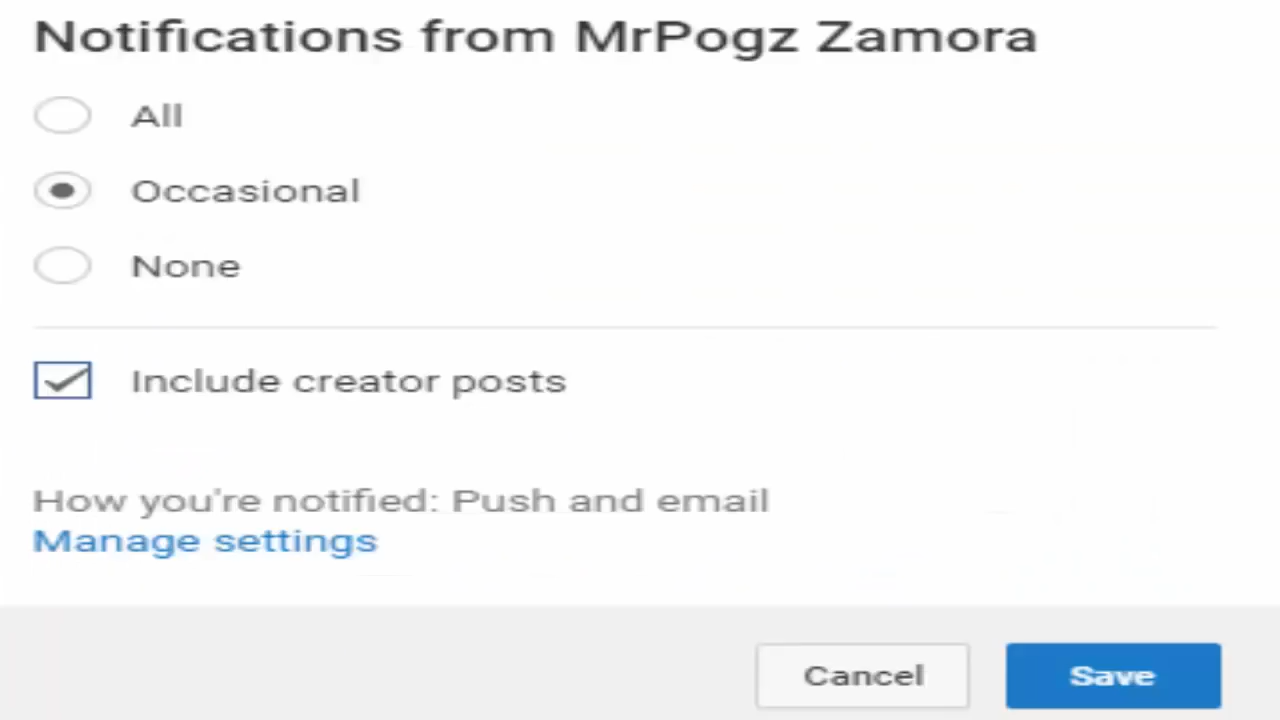 Notifications from MrPogz Zamora
All
Occasional
None
Include creator posts
How you're notified: Push and email
Manage settings
Cancel
Save